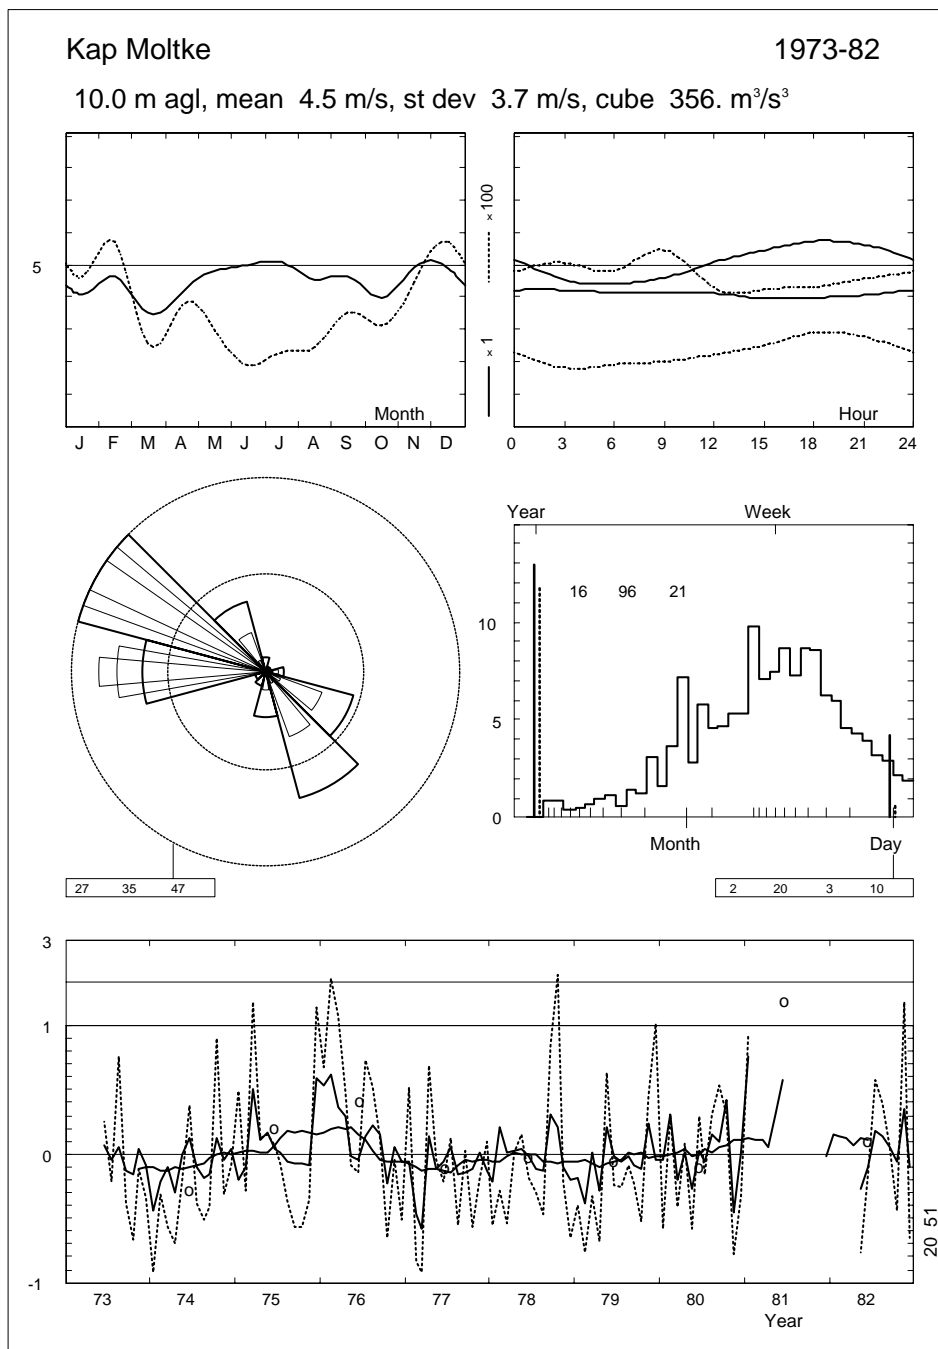 Kap Moltke 1973-82
10.0 m agl, mean 4.5 m/s, st dev 3.7 m/s, cube 356. m³/s³
5
Month
J F M A M J J A S O N D
x 1 x 100
Hour
0 3 6 9 12 15 18 21 24
27 35 47
Year Week
16 96 21
10
5
0
Month Day
2 20 3 10
3
1
0
-1
73 74 75 76 77 78 79 80 81 82
Year
20 51